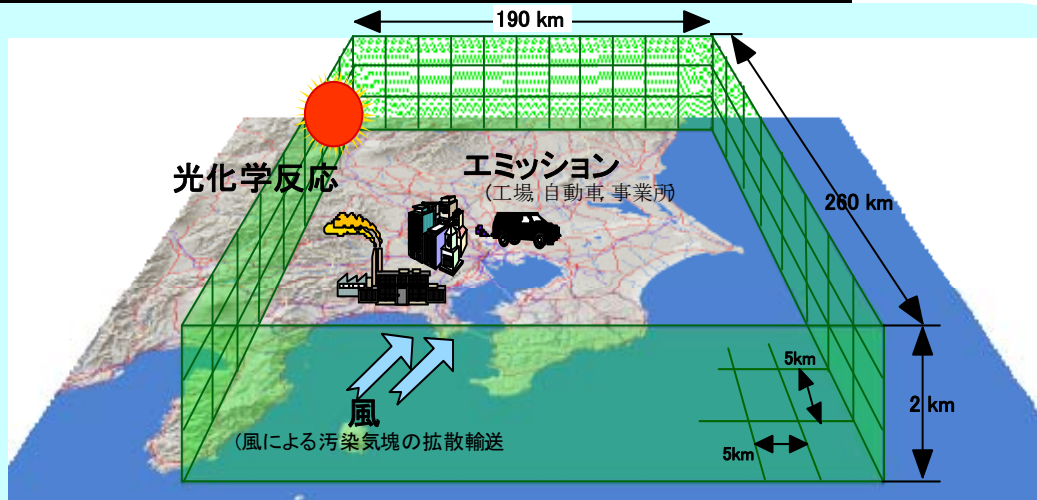 190 km
光化学反応
エミッション
(工場 自動車 事業所)
260 km
風
(風による汚染気塊の拡散輸送
5km
5km
2 km